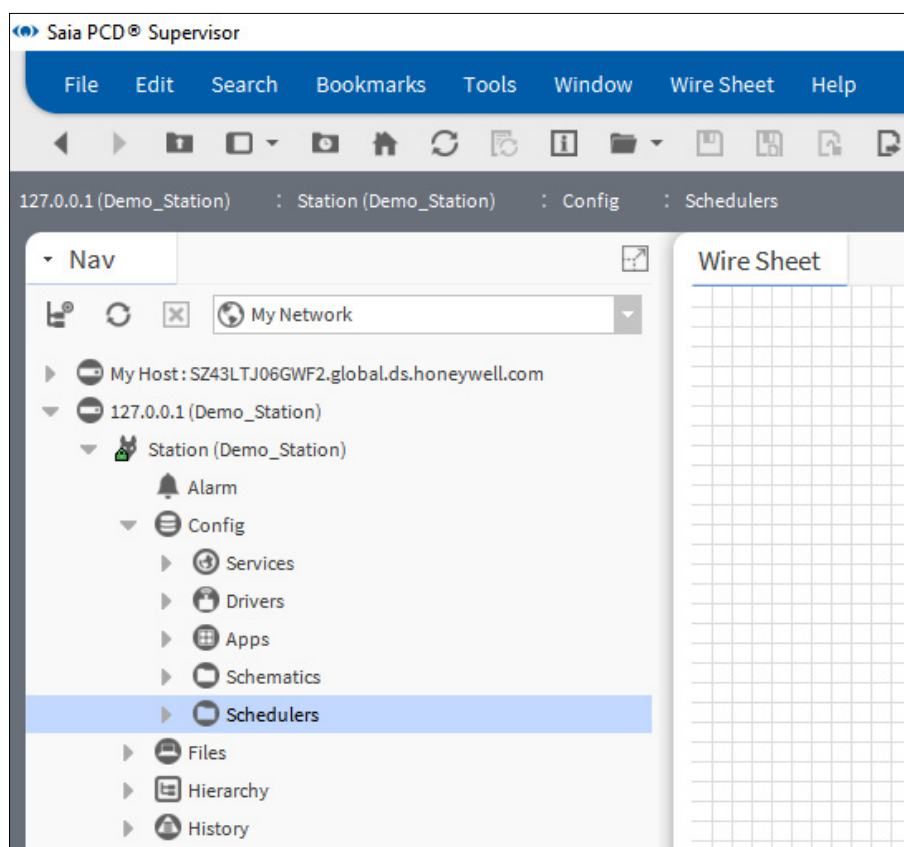 Saia PCD® Supervisor
File Edit Search Bookmarks Tools Window Wire Sheet Help
127.0.0.1 (Demo_Station) : Station (Demo_Station) : Config : Schedulers
Nav
Wire Sheet
My Network
My Host : SZ43LTJ06GWF2.global.ds.honeywell.com
127.0.0.1 (Demo_Station)
Station (Demo_Station)
Alarm
Config
Services
Drivers
Apps
Schematics
Schedulers
Files
Hierarchy
History